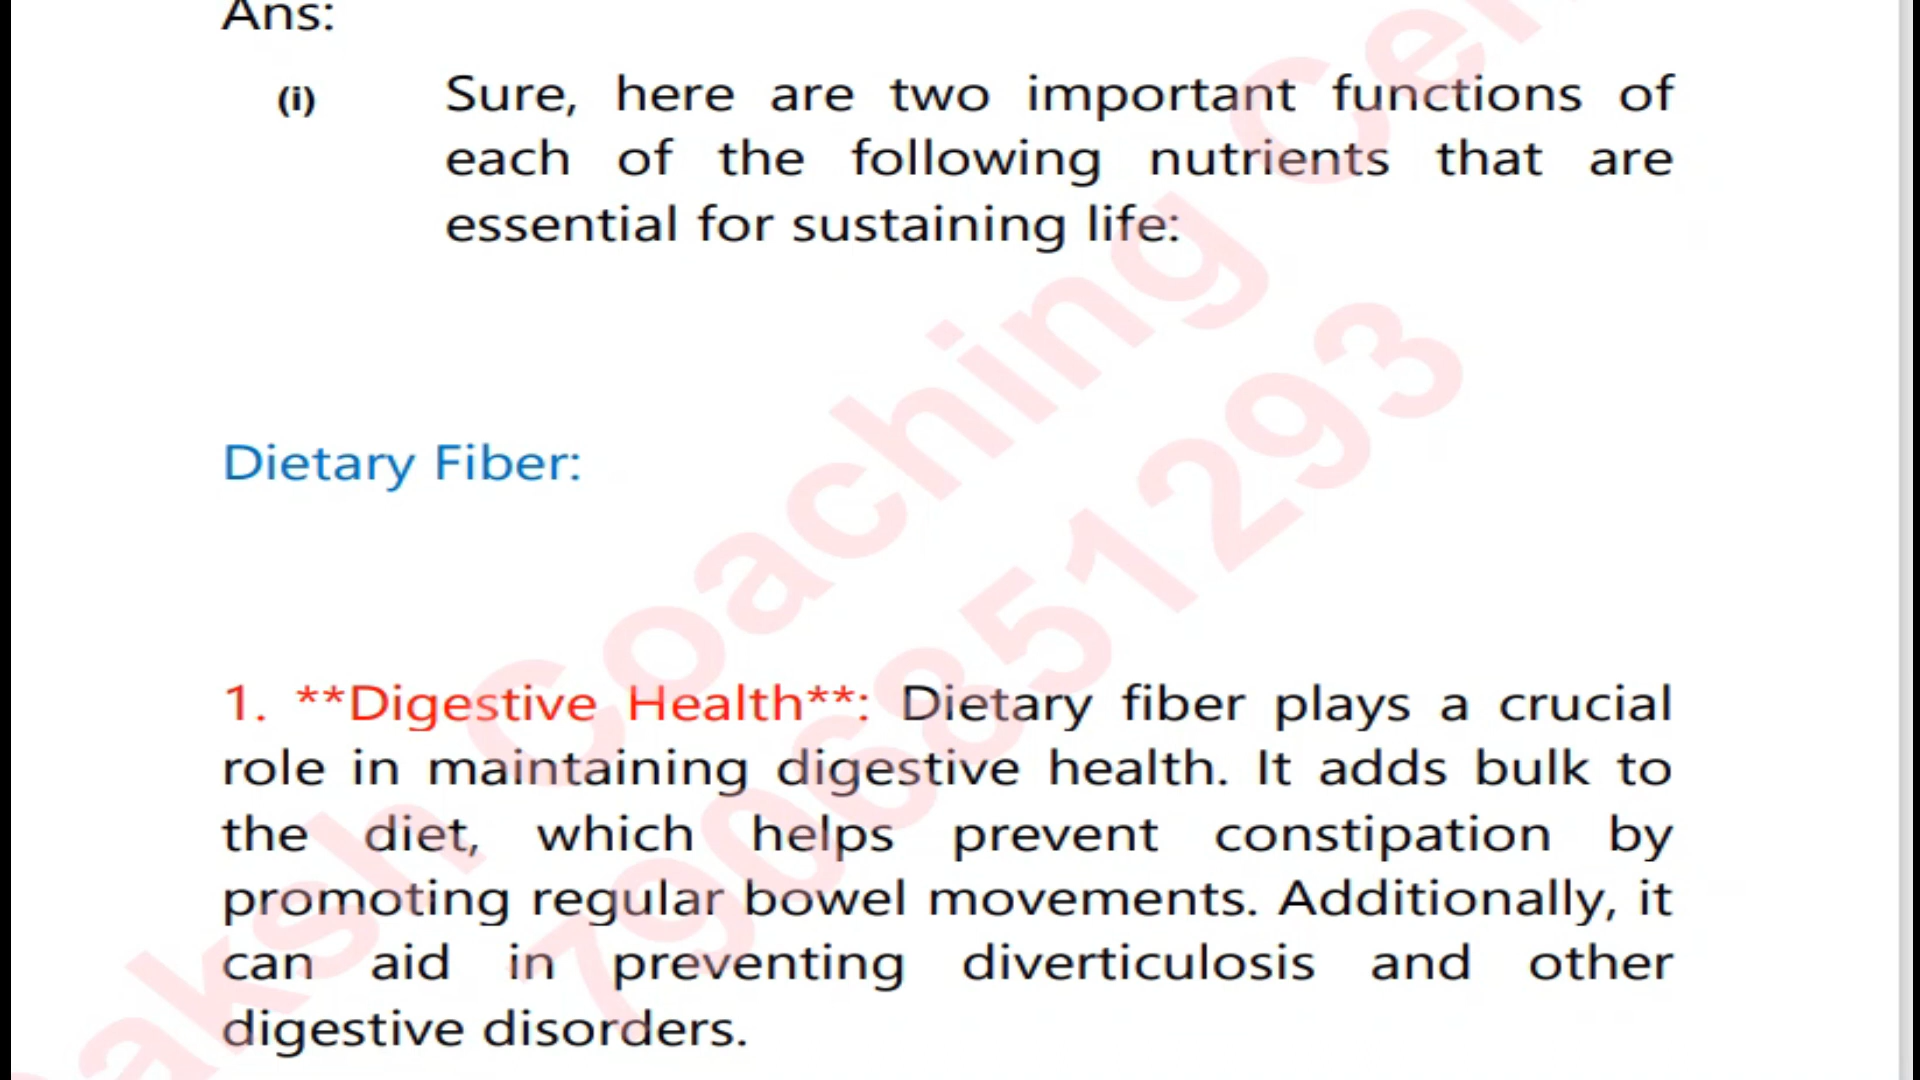 Ans:
(i) Sure, here are two important functions of
each of the following nutrients that are
essential for sustaining life:
Dietary Fiber:
1. **Digestive Health**: Dietary fiber plays a crucial
role in maintaining digestive health. It adds bulk to
the diet, which helps prevent constipation by
promoting regular bowel movements. Additionally, it
can aid in preventing diverticulosis and other
digestive disorders.
Coaching
7906851293